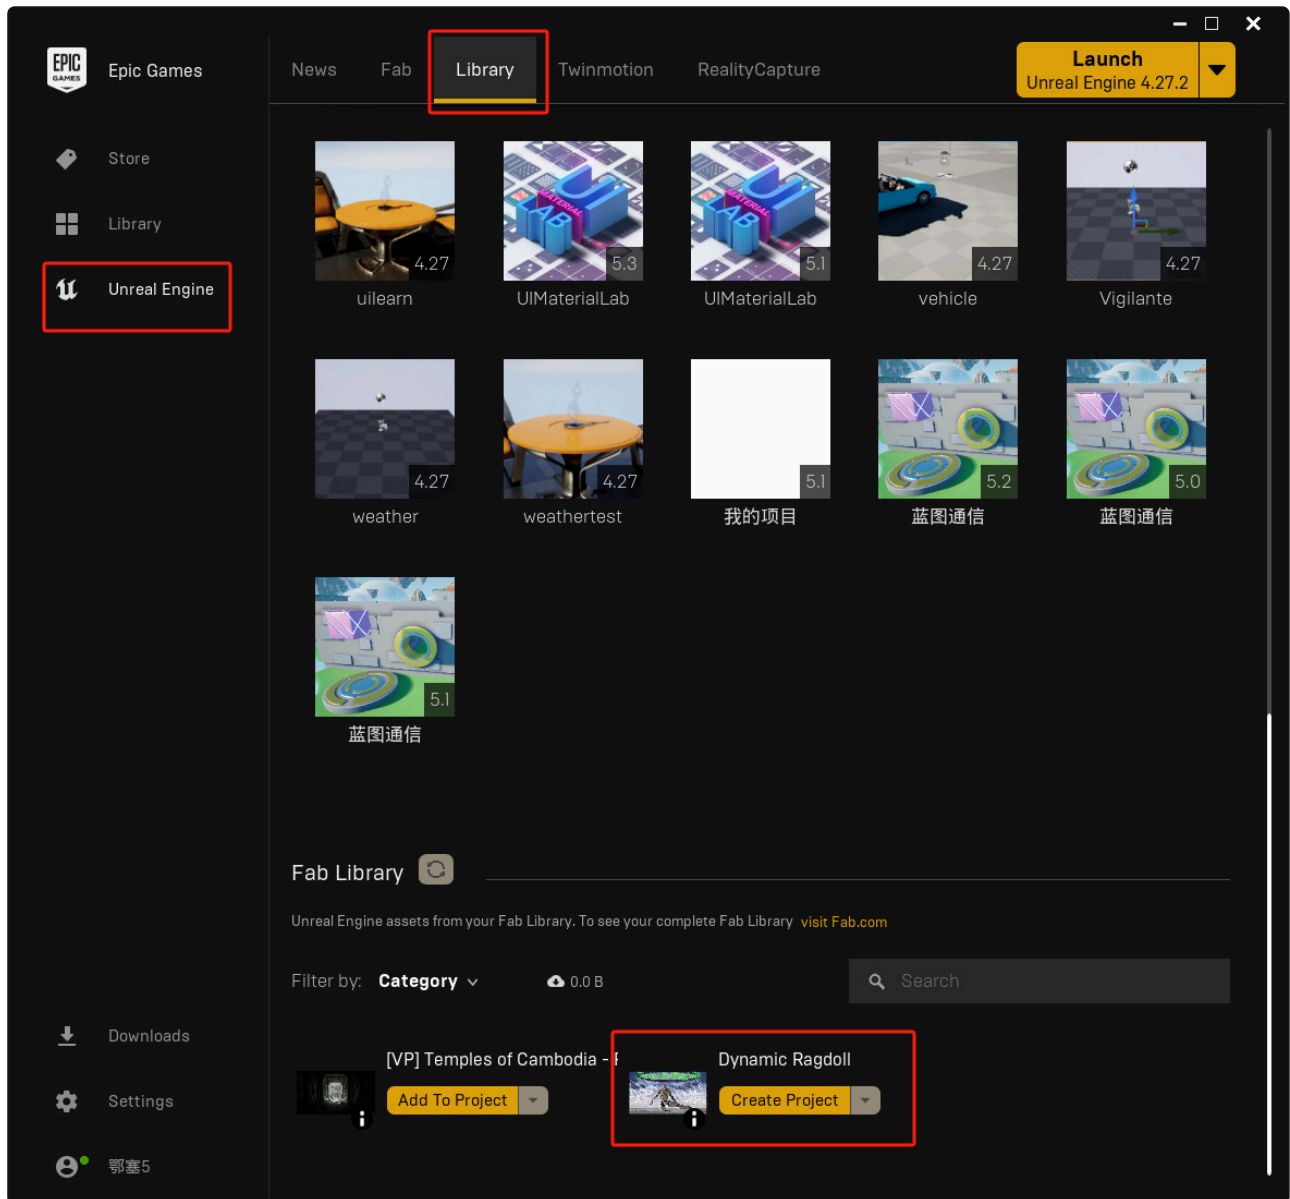 EPIC
GAMES
Epic Games
News
Fab
Library
Twinmotion
RealityCapture
Launch
Unreal Engine 4.27.2
Store
Library
Unreal Engine
4.27
uilearn
MATERIAL
LAB
5.3
UIMaterialLab
MATERIAL
LAB
5.1
UIMaterialLab
4.27
vehicle
4.27
Vigilante
4.27
weather
4.27
weathertest
5.1
我的项目
5.2
蓝图通信
5.0
蓝图通信
5.1
蓝图通信
Fab Library
Unreal Engine assets from your Fab Library. To see your complete Fab Library visit Fab.com
Filter by: Category
0.0 B
Search
[VP] Temples of Cambodia -
Add To Project
Dynamic Ragdoll
Create Project
Downloads
Settings
鄂塞5